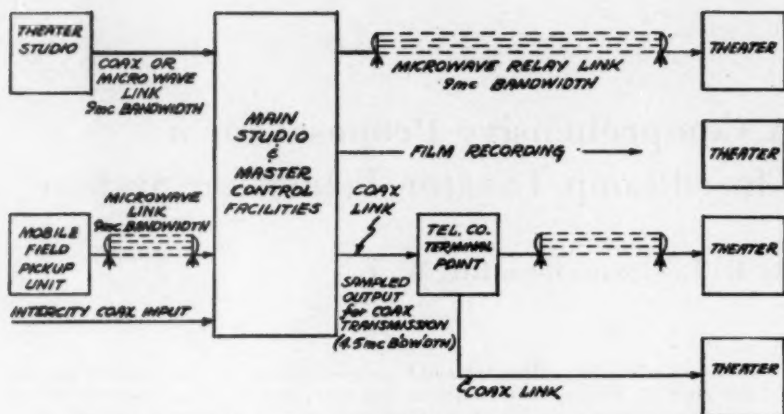 THEATER
STUDIO
COAX OR
MICRO WAVE
LINK
9mc BANDWIDTH
MICROWAVE
LINK
9mc BANDWIDTH
MOBILE
FIELD
PICKUP
UNIT
INTERCITY COAX INPUT
MAIN
STUDIO
&
MASTER
CONTROL
FACILITIES
MICROWAVE RELAY LINK
9mc BANDWIDTH
THEATER
FILM RECORDING
THEATER
COAX
LINK
TEL. CO.
TERMINAL
POINT
THEATER
SAMPLED
OUTPUT
for COAX
TRANSMISSION
(4.5mc B'DW'DTH)
COAX LINK
THEATER